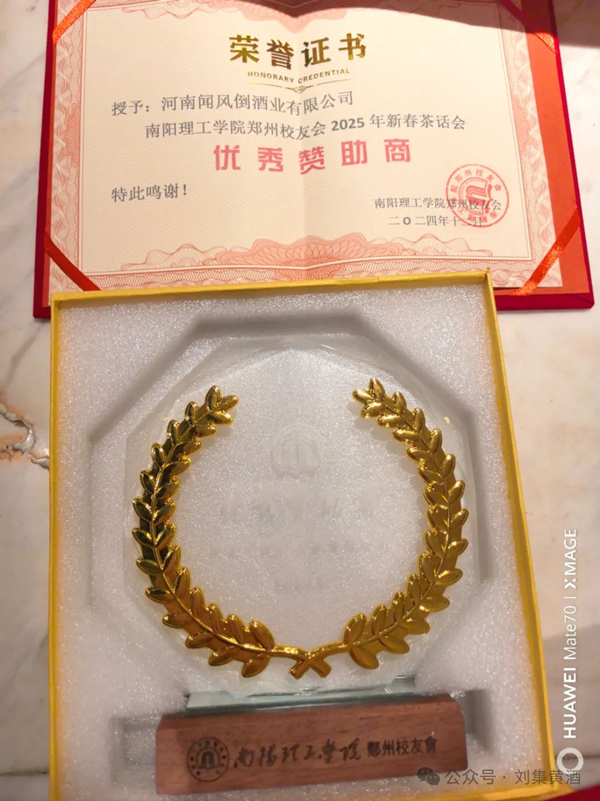 荣誉证书
HONORARY CREDENTIAL
授予：河南闻风倒酒业有限公司
南阳理工学院郑州校友会2025年新春茶话会
优秀赞助商
特此鸣谢！
南阳理工学院郑州校友会
二〇二四年十二月
南阳理工学院 鄭州校友會
HUAWEI Mate70 | XMAGE
公众号·刘集黄酒